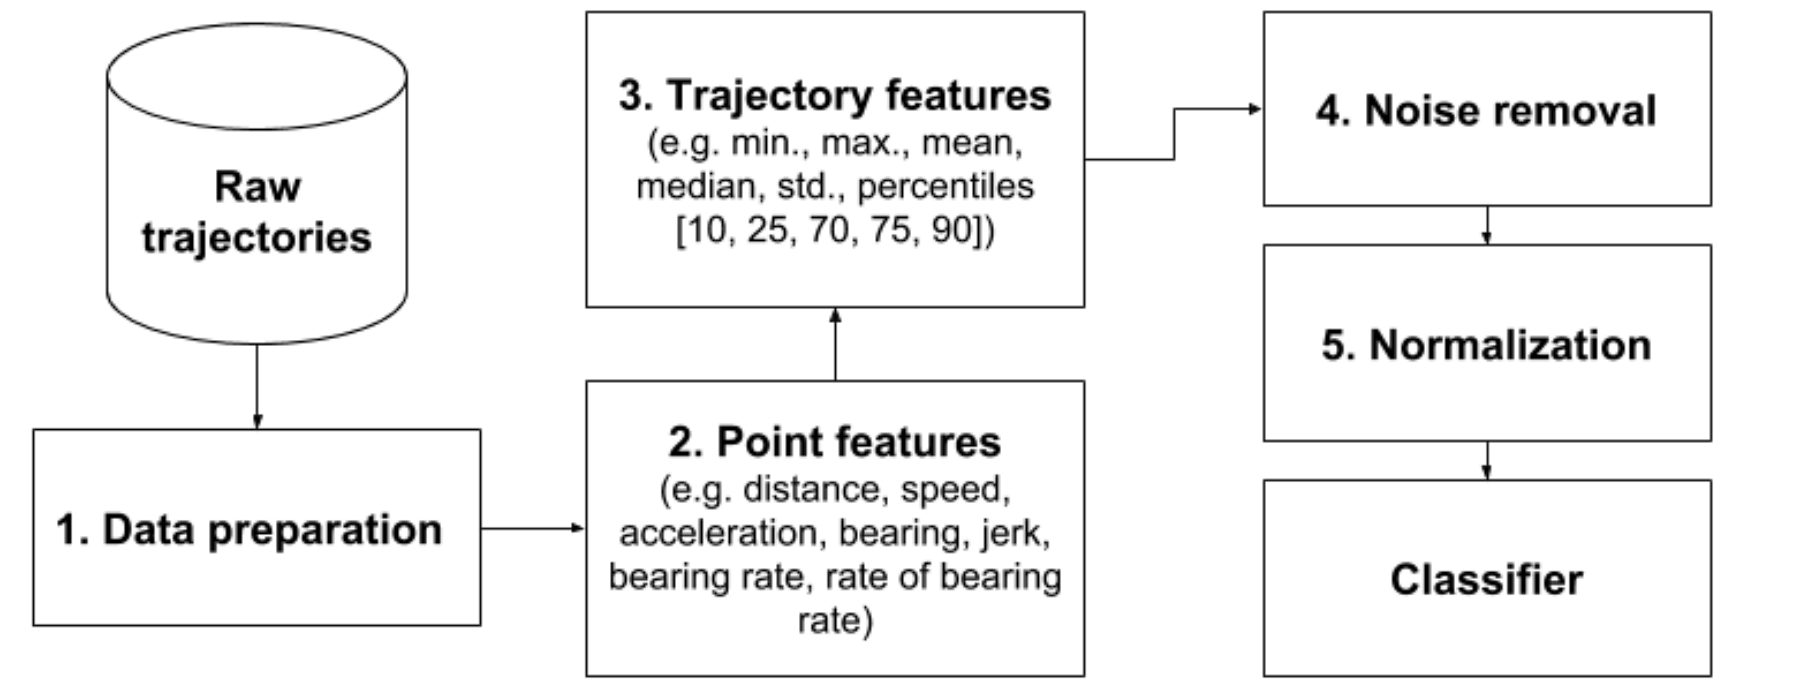 Raw
trajectories
1. Data preparation
2. Point features
(e.g. distance, speed,
acceleration, bearing, jerk,
bearing rate, rate of bearing
rate)
3. Trajectory features
(e.g. min., max., mean,
median, std., percentiles
[10, 25, 70, 75, 90])
4. Noise removal
5. Normalization
Classifier